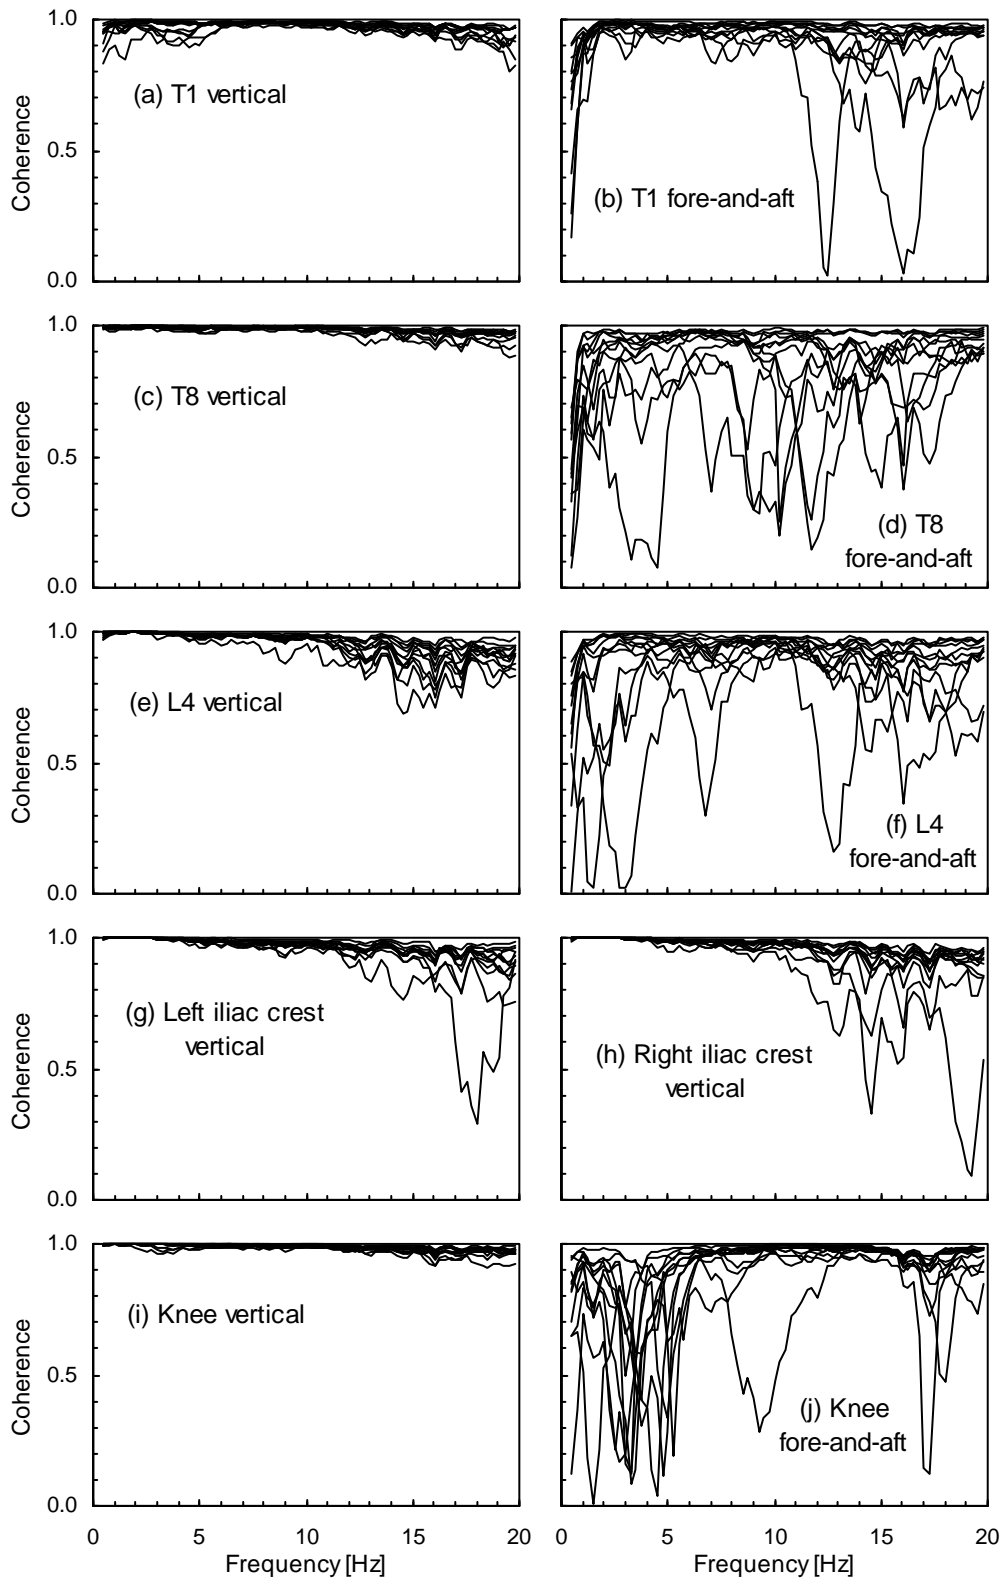 1.0
0.5
0.0
Coherence
(a) T1 vertical
(b) T1 fore-and-aft
1.0
0.5
0.0
Coherence
(c) T8 vertical
(d) T8
fore-and-aft
1.0
0.5
0.0
Coherence
(e) L4 vertical
(f) L4
fore-and-aft
1.0
0.5
0.0
Coherence
(g) Left iliac crest
vertical
(h) Right iliac crest
vertical
1.0
0.5
0.0
Coherence
(i) Knee vertical
(j) Knee
fore-and-aft
0 5 10 15 20 0 5 10 15 20
Frequency [Hz] Frequency [Hz]